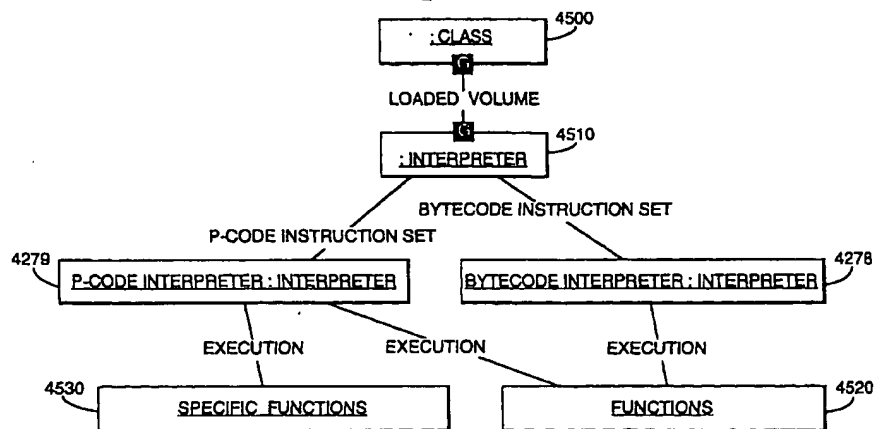 4500
: CLASS
G
LOADED VOLUME
G
4510
: INTERPRETER
BYTECODE INSTRUCTION SET
P-CODE INSTRUCTION SET
4279
4278
P-CODE INTERPRETER : INTERPRETER
BYTECODE INTERPRETER : INTERPRETER
EXECUTION
EXECUTION
EXECUTION
4530
4520
SPECIFIC FUNCTIONS
FUNCTIONS